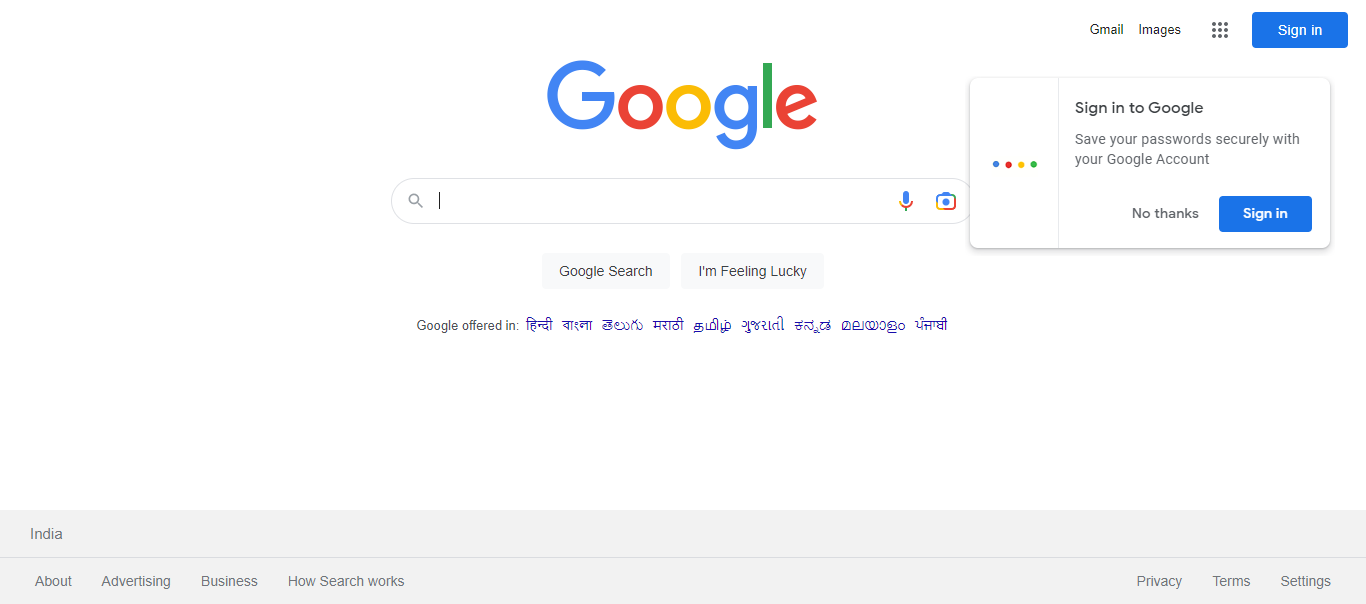 Gmail Images Sign in
Google
Sign in to Google
Save your passwords securely with
your Google Account
No thanks Sign in
Google Search I'm Feeling Lucky
Google offered in: हिन्दी বাংলা తెలుగు मराठी தமிழ் ગુજરાતી ಕನ್ನಡ മലയാളം ਪੰਜਾਬੀ
India
About Advertising Business How Search works Privacy Terms Settings